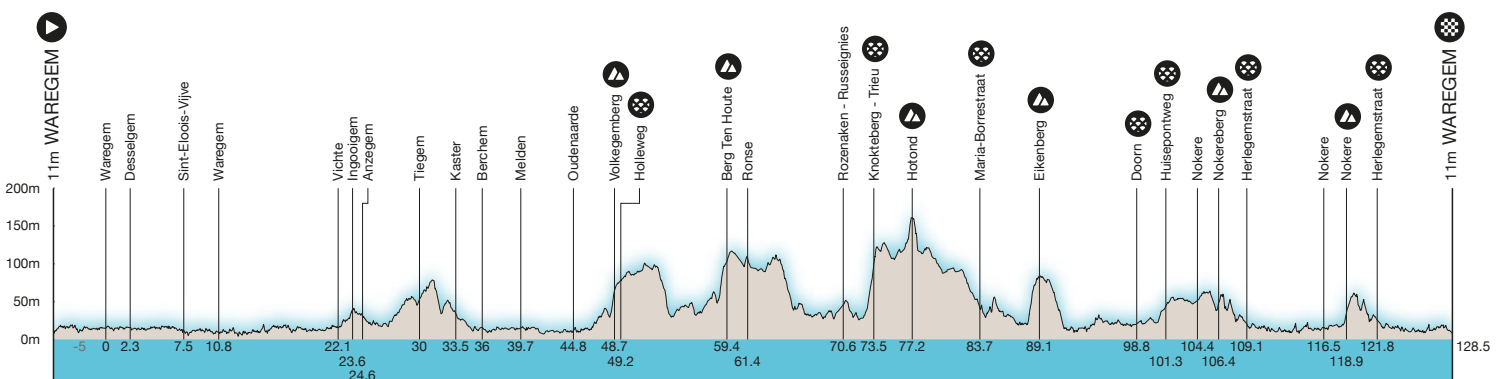 11m WAREGEM
Waregem
Desselgem
Sint-Eloois-Vijve
Waregem
Vichte
Ingooigem
Anzegem
Tiegem
Kaster
Berchem
Melden
Oudenaarde
Volkegemberg
Holleweg
Berg Ten Houte
Ronse
Rozenaken - Russeignies
Knokteberg - Trieu
Hotond
Maria-Borrestraat
Eikenberg
Doorn
Huisepontweg
Nokere
Nokereberg
Herlegemstraat
Nokere
Nokere
Herlegemstraat
11m WAREGEM
200m
150m
100m
50m
0m
-5 0 2.3 7.5 10.8 22.1 30 33.5 36 39.7 44.8 48.7 59.4 70.6 73.5 77.2 83.7 89.1 98.8 104.4 109.1 116.5 121.8 128.5
23.6 49.2 61.4 101.3 106.4 118.9
24.6